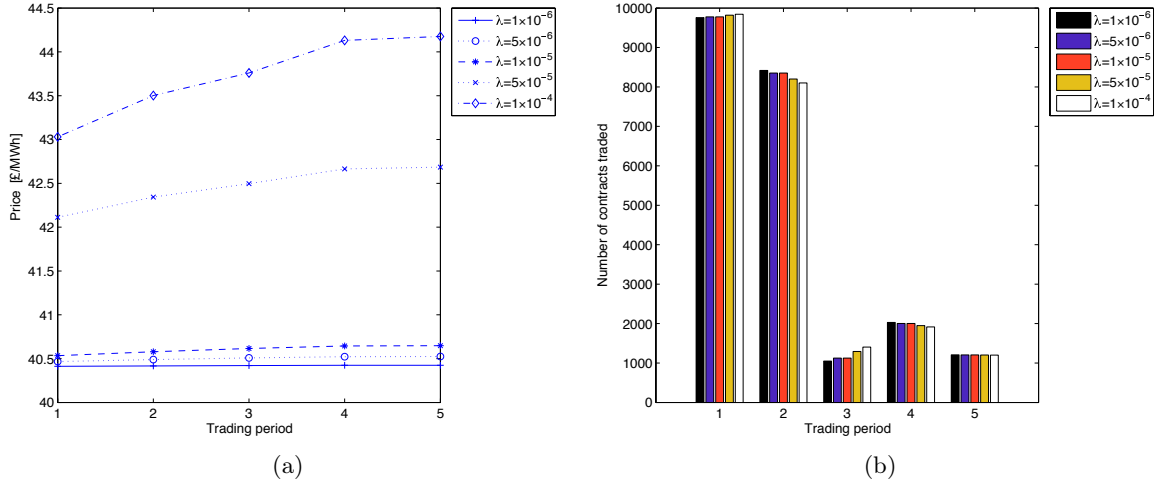 44.5
44
43.5
43
42.5
42
41.5
41
40.5
40
1
2
3
4
5
Price [£/MWh]
Trading period
λ=1×10⁻⁶
λ=5×10⁻⁶
λ=1×10⁻⁵
λ=5×10⁻⁵
λ=1×10⁻⁴
(a)
10000
9000
8000
7000
6000
5000
4000
3000
2000
1000
0
1
2
3
4
5
Number of contracts traded
Trading period
λ=1×10⁻⁶
λ=5×10⁻⁶
λ=1×10⁻⁵
λ=5×10⁻⁵
λ=1×10⁻⁴
(b)